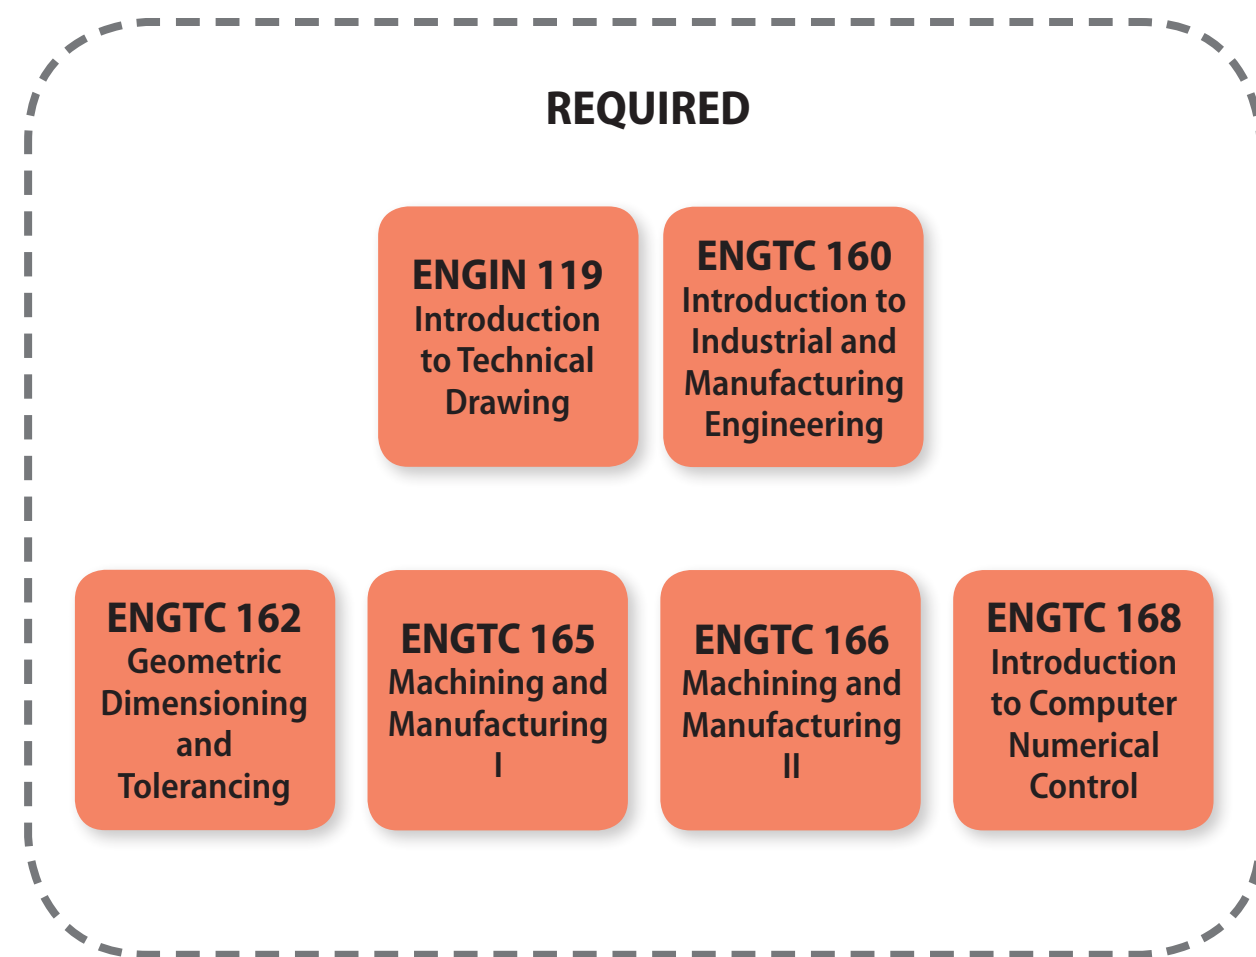 REQUIRED
ENGIN 119
Introduction
to Technical
Drawing
ENGTC 160
Introduction to
Industrial and
Manufacturing
Engineering
ENGTC 162
Geometric
Dimensioning
and
Tolerancing
ENGTC 165
Machining and
Manufacturing
I
ENGTC 166
Machining and
Manufacturing
II
ENGTC 168
Introduction
to Computer
Numerical
Control